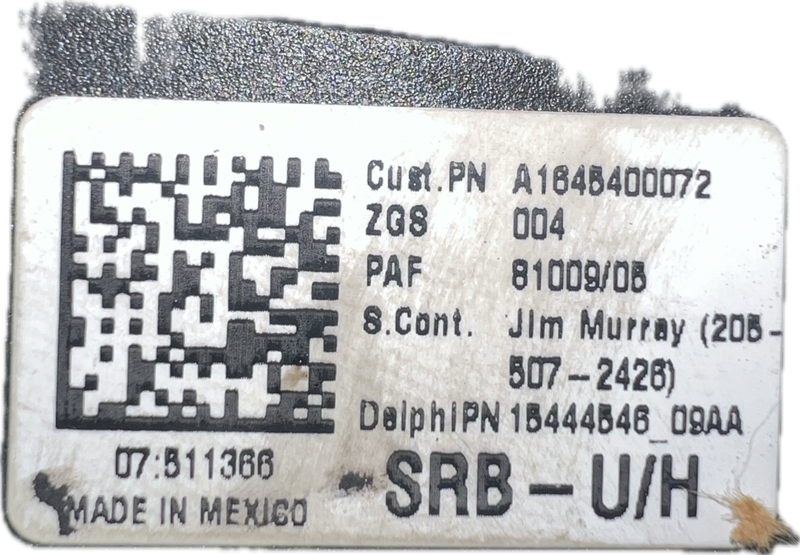 Cust.PN A1645400072
ZGS 004
PAF 81009/05
S.Cont. Jim Murray (205-
507-2426)
DelphiPN 15444546_09AA
07:511366
SRB-U/H
MADE IN MEXICO